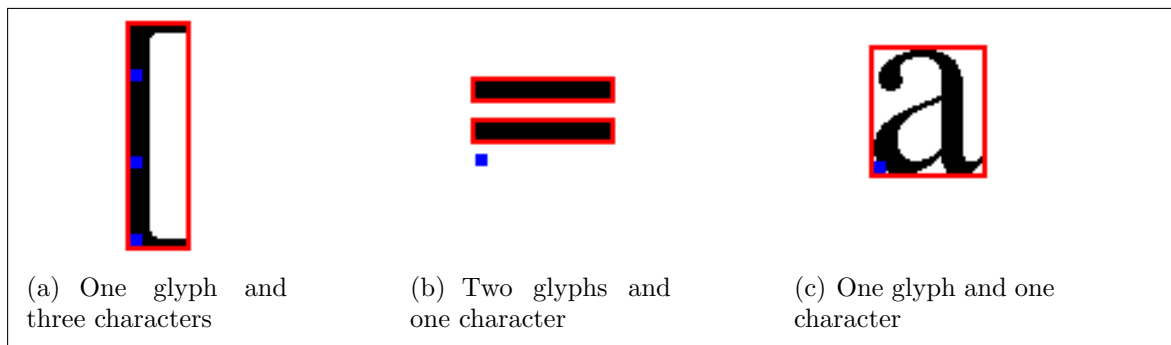 [ = a
(a) One glyph and
three characters
(b) Two glyphs and
one character
(c) One glyph and one
character